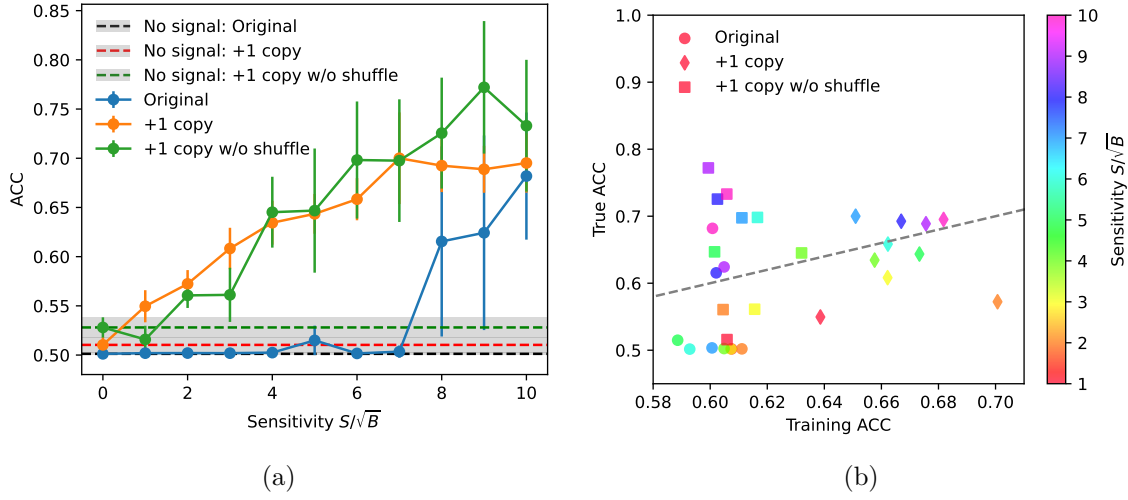 0.85
0.80
0.75
0.70
0.65
0.60
0.55
0.50
ACC
No signal: Original
No signal: +1 copy
No signal: +1 copy w/o shuffle
Original
+1 copy
+1 copy w/o shuffle
0 2 4 6 8 10
Sensitivity S/√B
(a)
1.0
0.9
0.8
0.7
0.6
0.5
True ACC
Original
+1 copy
+1 copy w/o shuffle
0.58 0.60 0.62 0.64 0.66 0.68 0.70
Training ACC
10
9
8
7
6
5
4
3
2
1
Sensitivity S/√B
(b)